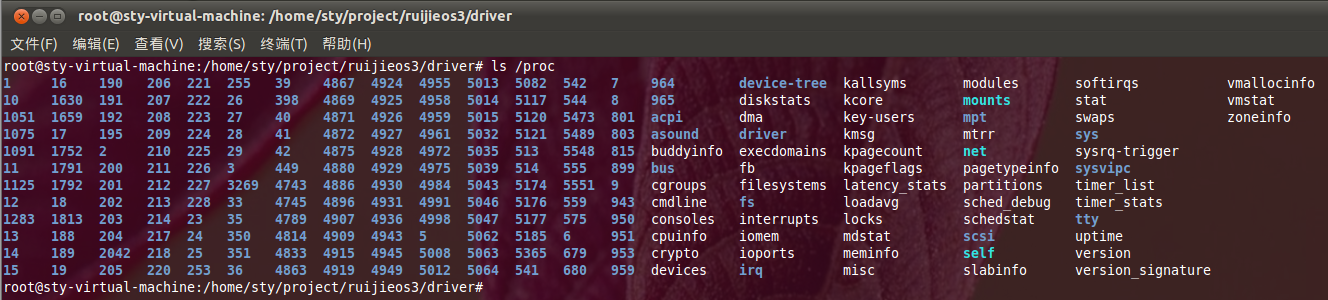 root@sty-virtual-machine: /home/sty/project/ruijieos3/driver
文件(F) 编辑(E) 查看(V) 搜索(S) 终端(T) 帮助(H)
root@sty-virtual-machine:/home/sty/project/ruijieos3/driver# ls /proc
1 16 190 206 221 255 39 4867 4924 4955 5013 5082 542 7 964 device-tree kallsyms modules softirqs vmallocinfo
10 1630 191 207 222 26 398 4869 4925 4958 5014 5117 544 8 965 diskstats kcore mounts stat vmstat
1051 1659 192 208 223 27 40 4871 4926 4959 5015 5120 5473 801 acpi dma key-users mpt swaps zoneinfo
1075 17 195 209 224 28 41 4872 4927 4961 5032 5121 5489 803 asound driver kmsg mtrr sys
1091 1752 2 210 225 29 42 4875 4928 4972 5035 513 5548 815 buddyinfo execdomains kpagecount net sysrq-trigger
11 1791 200 211 226 3 449 4880 4929 4975 5039 514 555 899 bus fb kpageflags pagetypeinfo sysvipc
1125 1792 201 212 227 3269 4743 4886 4930 4984 5043 5174 5551 9 cgroups filesystems latency_stats partitions timer_list
12 18 202 213 228 33 4745 4896 4931 4991 5046 5176 559 943 cmdline fs loadavg sched_debug timer_stats
1283 1813 203 214 23 35 4789 4907 4936 4998 5047 5177 575 950 consoles interrupts locks schedstat tty
13 188 204 217 24 350 4814 4909 4943 5 5062 5185 6 951 cpuinfo iomem mdstat scsi uptime
14 189 2042 218 25 351 4833 4915 4945 5008 5063 5365 679 953 crypto ioports meminfo self version
15 19 205 220 253 36 4863 4919 4949 5012 5064 541 680 959 devices irq misc slabinfo version_signature
root@sty-virtual-machine:/home/sty/project/ruijieos3/driver#